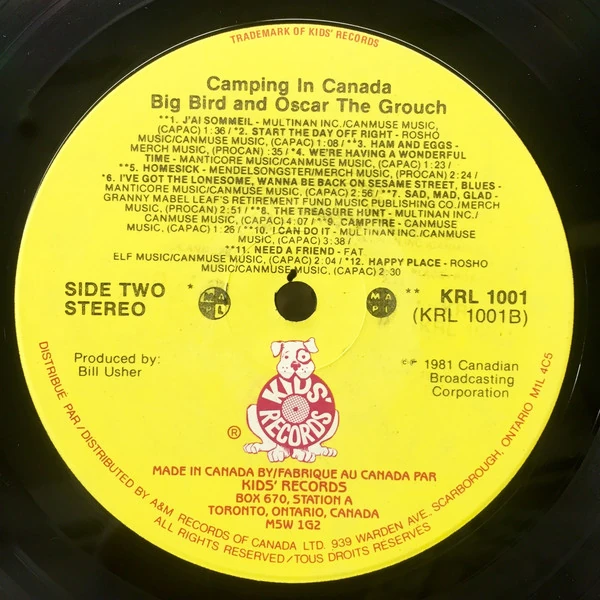 TRADEMARK OF KIDS' RECORDS
Camping In Canada
Big Bird and Oscar The Grouch
**1. J'AI SOMMEIL - MULTINAN INC./CANMUSE MUSIC,
(CAPAC) 1:36 / *2. START THE DAY OFF RIGHT - ROSHO
MUSIC/CANMUSE MUSIC, (CAPAC) 1:08 / **3. HAM AND EGGS -
MERCH MUSIC, (PROCAN) :35 / *4. WE'RE HAVING A WONDERFUL
TIME - MANTICORE MUSIC/CANMUSE MUSIC, (CAPAC) 1:23 /
**5. HOMESICK - MENDELSONGSTER/MERCH MUSIC, (PROCAN) 2:24 /
*6. I'VE GOT THE LONESOME, WANNA BE BACK ON SESAME STREET, BLUES -
MANTICORE MUSIC/CANMUSE MUSIC, (CAPAC) 2:56 / **7. SAD, MAD, GLAD -
GRANNY MABEL LEAF'S RETIREMENT FUND MUSIC PUBLISHING CO./MERCH
MUSIC, (PROCAN) 2:51 / **8. THE TREASURE HUNT - MULTINAN INC./
CANMUSE MUSIC, (CAPAC) 4:07 / **9. CAMPFIRE - CANMUSE
MUSIC, (CAPAC) 1:26 / **10. I CAN DO IT - MULTINAN INC./CANMUSE
MUSIC, (CAPAC) 3:38 /
**11. NEED A FRIEND - FAT
ELF MUSIC/CANMUSE MUSIC, (CAPAC) 2:04 / *12. HAPPY PLACE - ROSHO
MUSIC/CANMUSE MUSIC, (CAPAC) 2:30
SIDE TWO
STEREO
*
MAPL
MAPL
**
KRL 1001
(KRL 1001B)
Produced by:
Bill Usher
©℗ 1981 Canadian
Broadcasting
Corporation
KIDS'
RECORDS
®
MADE IN CANADA BY/FABRIQUE AU CANADA PAR
KIDS' RECORDS
BOX 670, STATION A
TORONTO, ONTARIO, CANADA
M5W 1G2
DISTRIBUE PAR / DISTRIBUTED BY A&M RECORDS OF CANADA LTD. 939 WARDEN AVE. SCARBOROUGH, ONTARIO M1L 4C5
ALL RIGHTS RESERVED / TOUS DROITS RESERVES